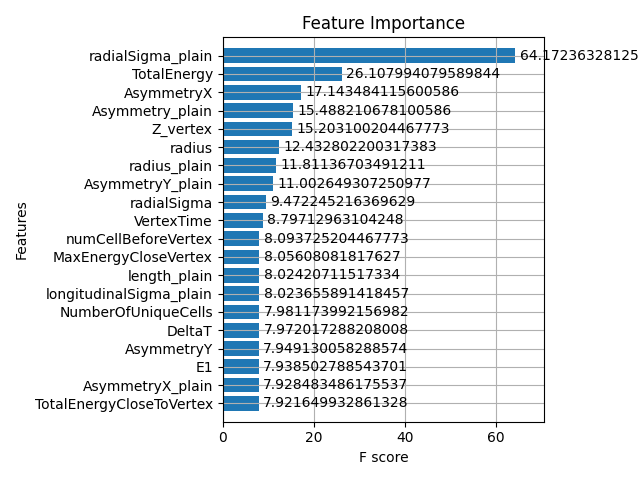 Feature Importance
radialSigma_plain 64.17236328125
TotalEnergy 26.107994079589844
AsymmetryX 17.143484115600586
Asymmetry_plain 15.488210678100586
Z_vertex 15.203100204467773
radius 12.432802200317383
radius_plain 11.81136703491211
AsymmetryY_plain 11.002649307250977
radialSigma 9.472245216369629
VertexTime 8.79712963104248
numCellBeforeVertex 8.093725204467773
MaxEnergyCloseVertex 8.05608081817627
length_plain 8.02420711517334
longitudinalSigma_plain 8.023655891418457
NumberOfUniqueCells 7.981173992156982
DeltaT 7.972017288208008
AsymmetryY 7.949130058288574
E1 7.938502788543701
AsymmetryX_plain 7.928483486175537
TotalEnergyCloseToVertex 7.921649932861328
Features
0 20 40 60
F score